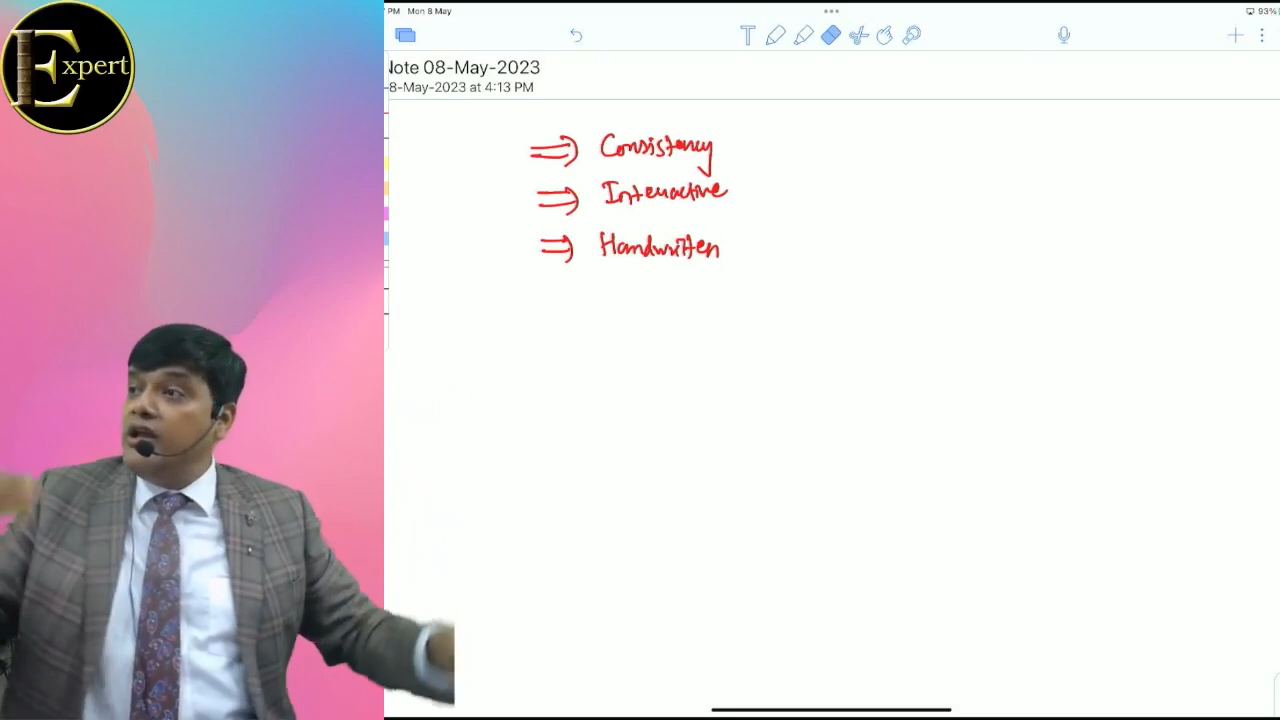 Expert
PM Mon 8 May
93%
Note 08-May-2023
8-May-2023 at 4:13 PM
⇒ Consistency
⇒ Interactive
⇒ Handwritten